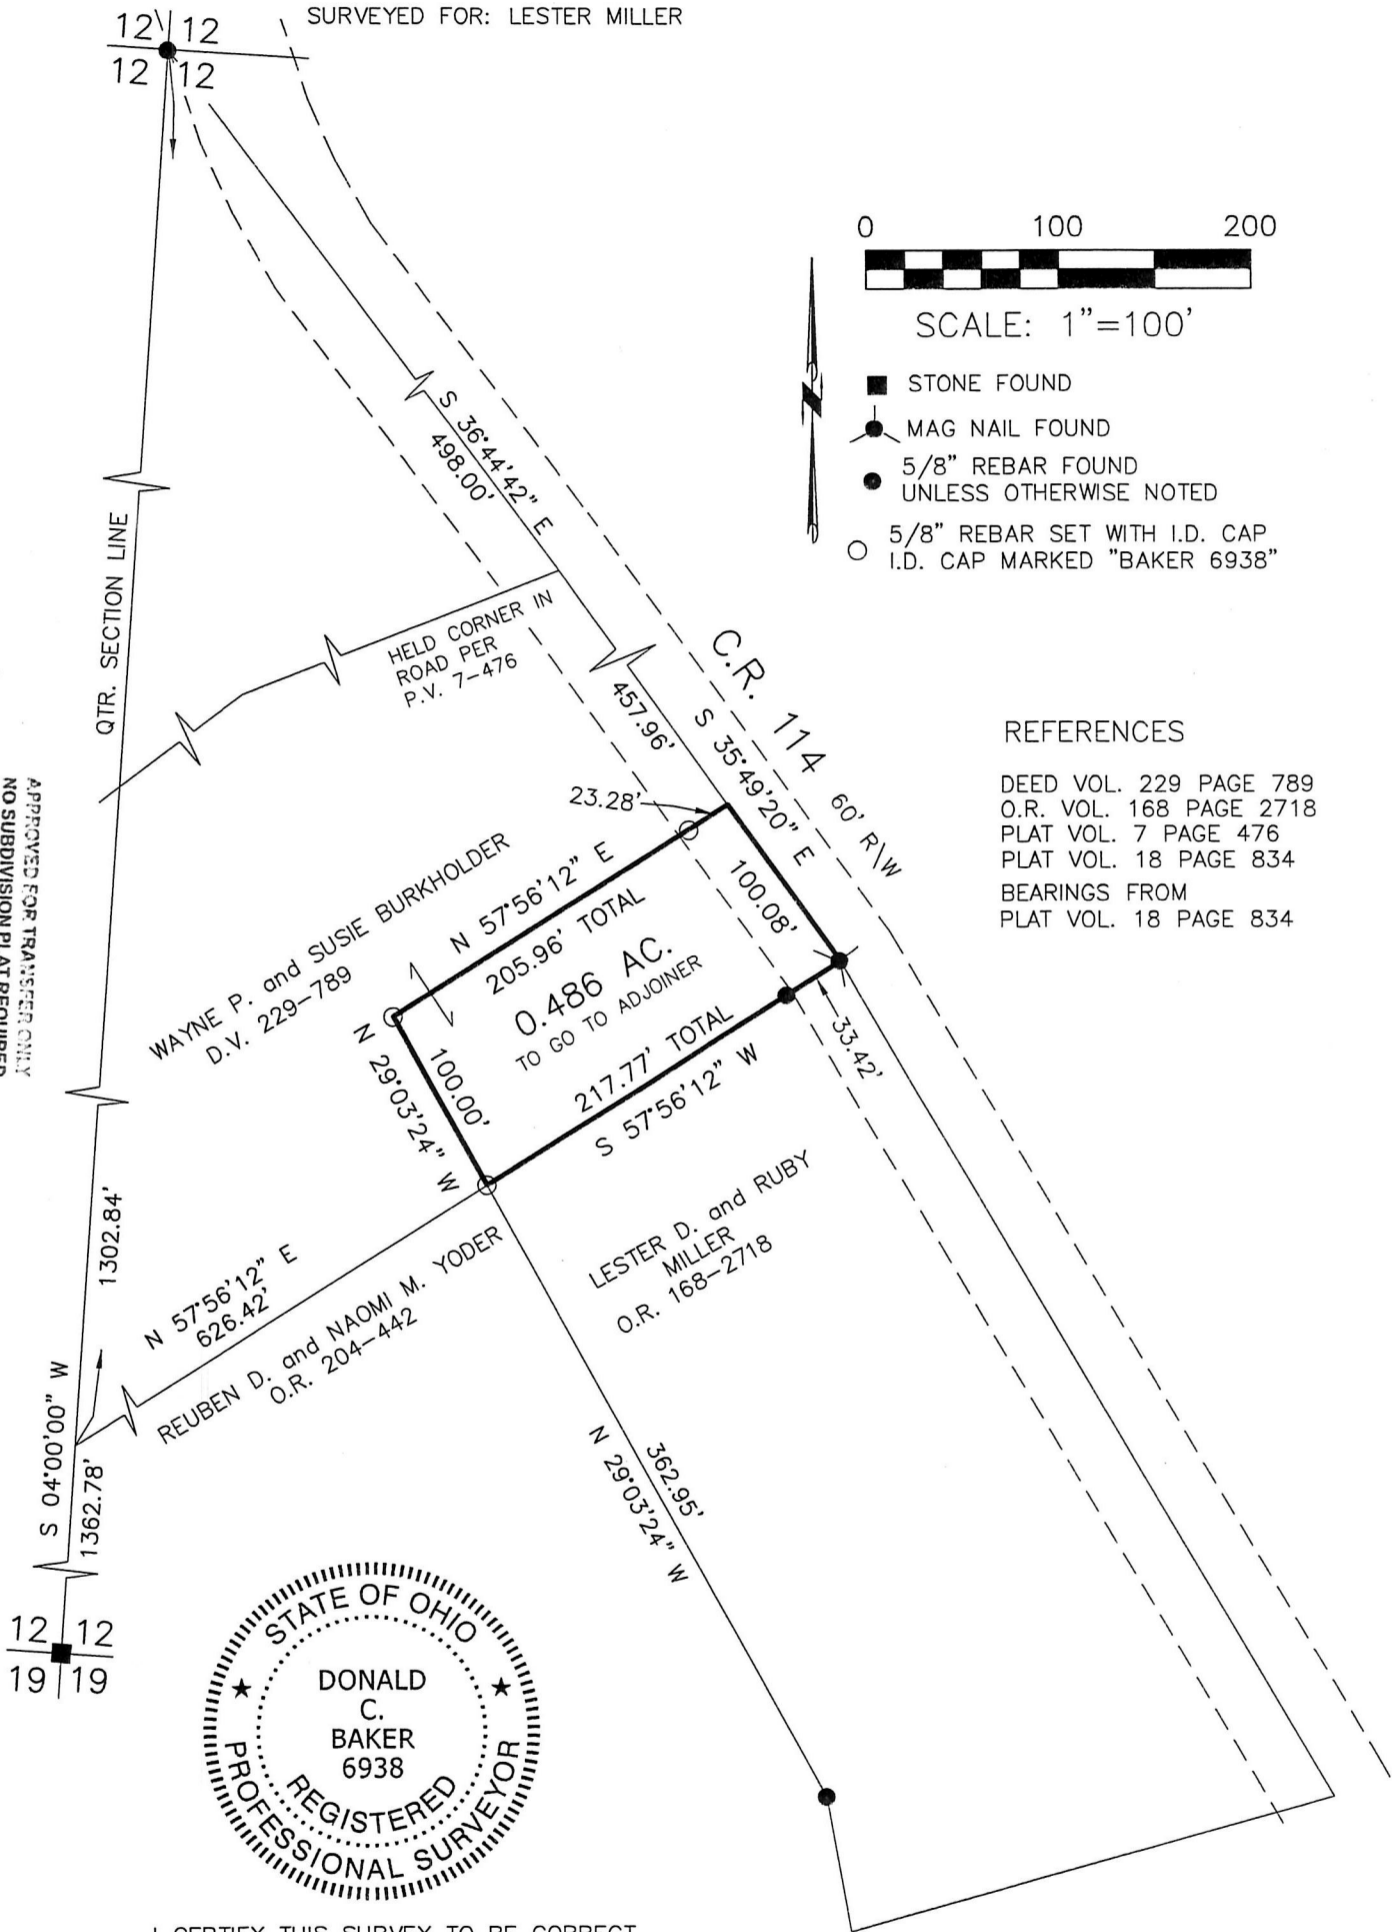 SURVEYED FOR: LESTER MILLER
12 12
12 12
0 100 200
SCALE: 1"=100'
STONE FOUND
MAG NAIL FOUND
5/8" REBAR FOUND
UNLESS OTHERWISE NOTED
5/8" REBAR SET WITH I.D. CAP
I.D. CAP MARKED "BAKER 6938"
S 36°44'42" E
498.00'
QTR. SECTION LINE
HELD CORNER IN
ROAD PER
P.V. 7-476
C.R. 114 60' R\W
457.96'
S 35°49'20" E
REFERENCES
DEED VOL. 229 PAGE 789
O.R. VOL. 168 PAGE 2718
PLAT VOL. 7 PAGE 476
PLAT VOL. 18 PAGE 834
BEARINGS FROM
PLAT VOL. 18 PAGE 834
APPROVED FOR TRANSFER ONLY
NO SUBDIVISION PLAT REQUIRED
23.28'
WAYNE P. and SUSIE BURKHOLDER
D.V. 229-789
N 57°56'12" E
205.96' TOTAL
100.08'
0.486 AC.
TO GO TO ADJOINER
N 29°03'24" W
100.00'
217.77' TOTAL
S 57°56'12" W
33.42'
LESTER D. and RUBY
MILLER
O.R. 168-2718
1302.84'
N 57°56'12" E
626.42'
REUBEN D. and NAOMI M. YODER
O.R. 204-442
S 04°00'00" W
1362.78'
362.95'
N 29°03'24" W
12 12
19 19
STATE OF OHIO
DONALD
C.
BAKER
6938
REGISTERED
PROFESSIONAL SURVEYOR
I CERTIFY THIS SURVEY TO BE CORRECT